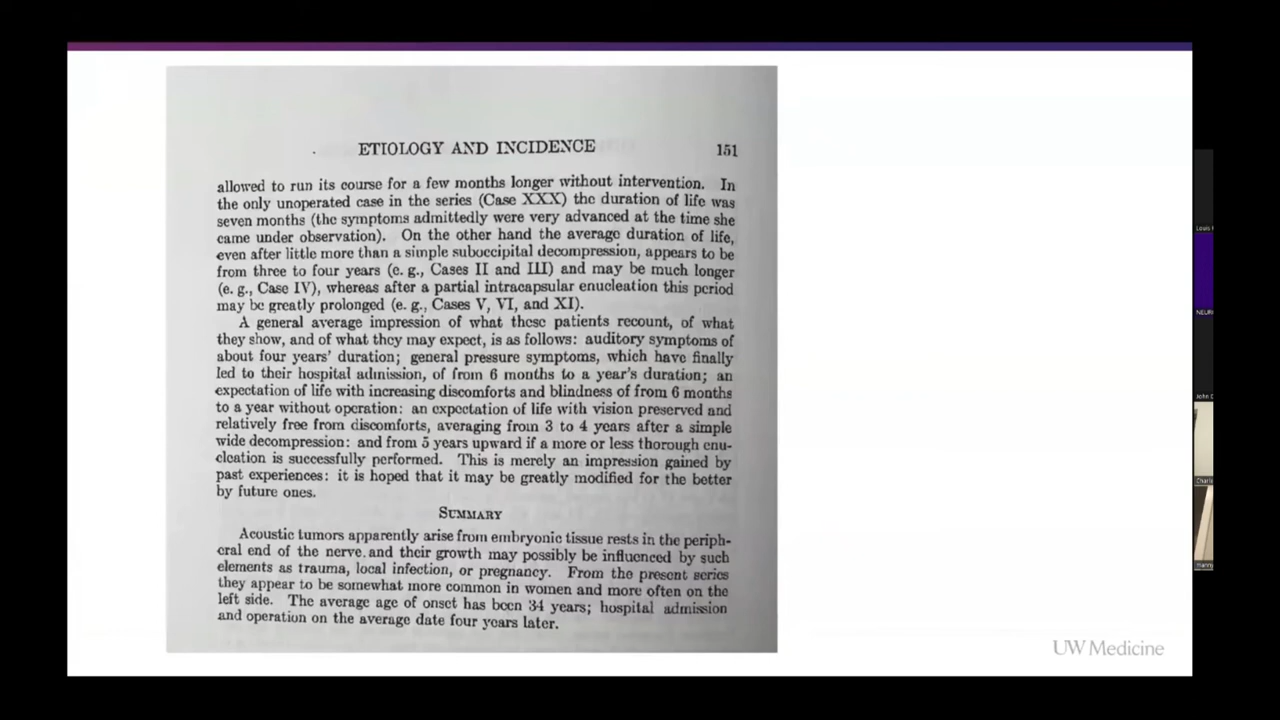 ETIOLOGY AND INCIDENCE 151
allowed to run its course for a few months longer without intervention. In
the only unoperated case in the series (Case XXX) the duration of life was
seven months (the symptoms admittedly were very advanced at the time she
came under observation). On the other hand the average duration of life,
even after little more than a simple suboccipital decompression, appears to be
from three to four years (e. g., Cases II and III) and may be much longer
(e. g., Case IV), whereas after a partial intracapsular enucleation this period
may be greatly prolonged (e. g., Cases V, VI, and XI).
A general average impression of what these patients recount, of what
they show, and of what they may expect, is as follows: auditory symptoms of
about four years' duration; general pressure symptoms, which have finally
led to their hospital admission, of from 6 months to a year's duration; an
expectation of life with increasing discomforts and blindness of from 6 months
to a year without operation: an expectation of life with vision preserved and
relatively free from discomforts, averaging from 3 to 4 years after a simple
wide decompression: and from 5 years upward if a more or less thorough enu-
cleation is successfully performed. This is merely an impression gained by
past experiences: it is hoped that it may be greatly modified for the better
by future ones.
SUMMARY
Acoustic tumors apparently arise from embryonic tissue rests in the periph-
eral end of the nerve, and their growth may possibly be influenced by such
elements as trauma, local infection, or pregnancy. From the present series
they appear to be somewhat more common in women and more often on the
left side. The average age of onset has been 34 years; hospital admission
and operation on the average date four years later.
UW Medicine
Louis
NEUR
John
Charl